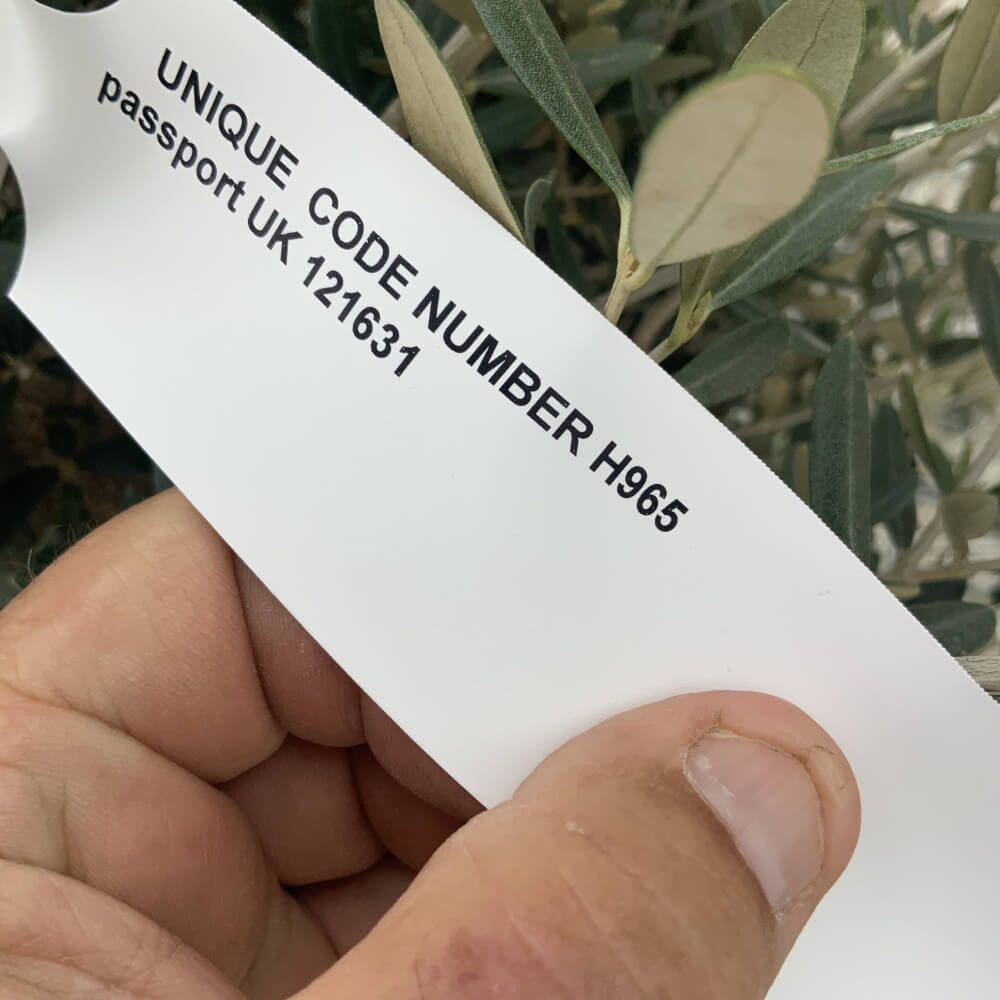 UNIQUE CODE NUMBER H965
passport UK 121631